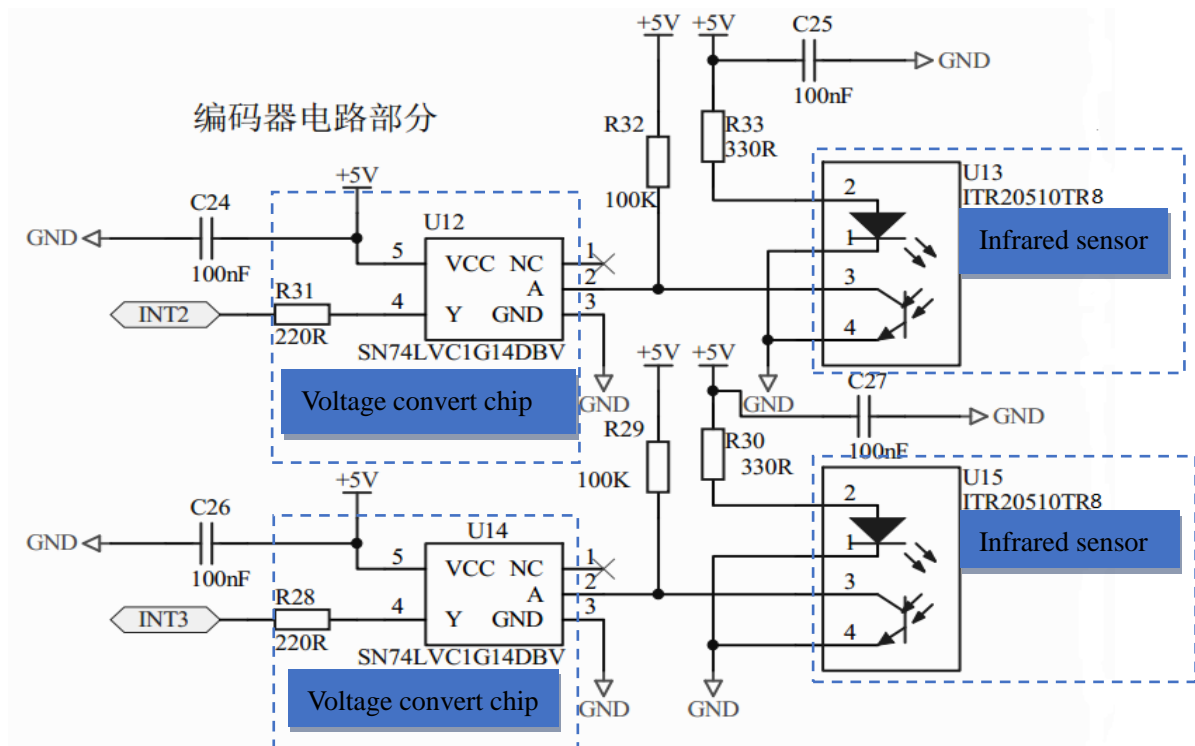 +5V
+5V
C25
GND
100nF
编码器电路部分
R32
100K
R33
330R
U13
ITR20510TR8
Infrared sensor
2
1
3
4
+5V
C24
GND
100nF
U12
5
VCC
NC
1
A
2
4
Y
GND
3
INT2
R31
220R
SN74LVC1G14DBV
GND
Voltage convert chip
+5V
+5V
GND
C27
GND
100nF
R29
100K
R30
330R
U15
ITR20510TR8
Infrared sensor
2
1
3
4
+5V
C26
GND
100nF
U14
5
VCC
NC
1
A
2
4
Y
GND
3
INT3
R28
220R
SN74LVC1G14DBV
GND
GND
Voltage convert chip